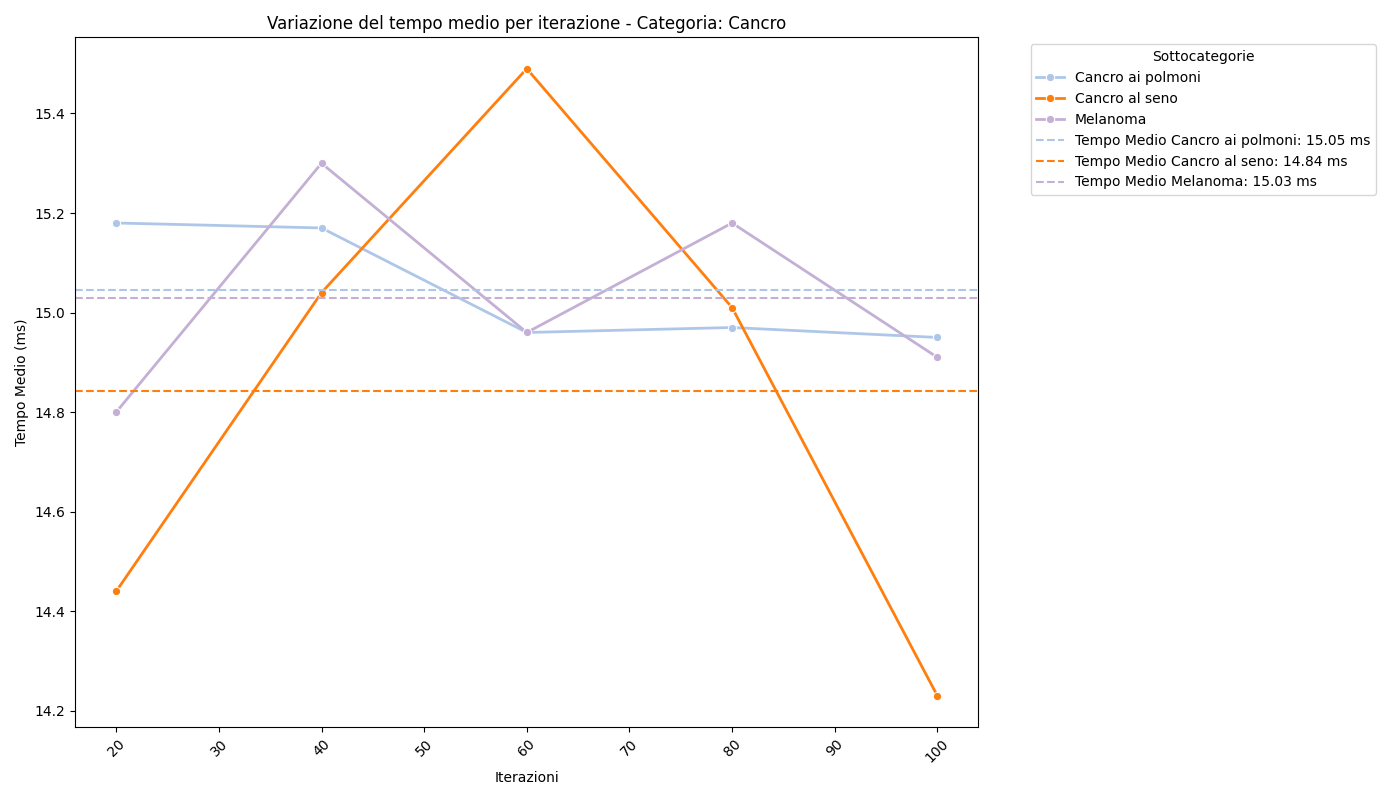 Variazione del tempo medio per iterazione - Categoria: Cancro
Sottocategorie
Cancro ai polmoni
Cancro al seno
Melanoma
Tempo Medio Cancro ai polmoni: 15.05 ms
Tempo Medio Cancro al seno: 14.84 ms
Tempo Medio Melanoma: 15.03 ms
Tempo Medio (ms)
15.4
15.2
15.0
14.8
14.6
14.4
14.2
20 30 40 50 60 70 80 90 100
Iterazioni